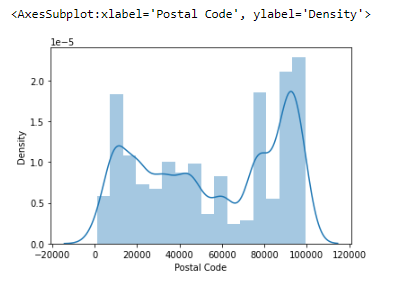 <AxesSubplot:xlabel='Postal Code', ylabel='Density'>
1e−5
2.0
1.5
1.0
0.5
0.0
Density
−20000 0 20000 40000 60000 80000 100000 120000
Postal Code